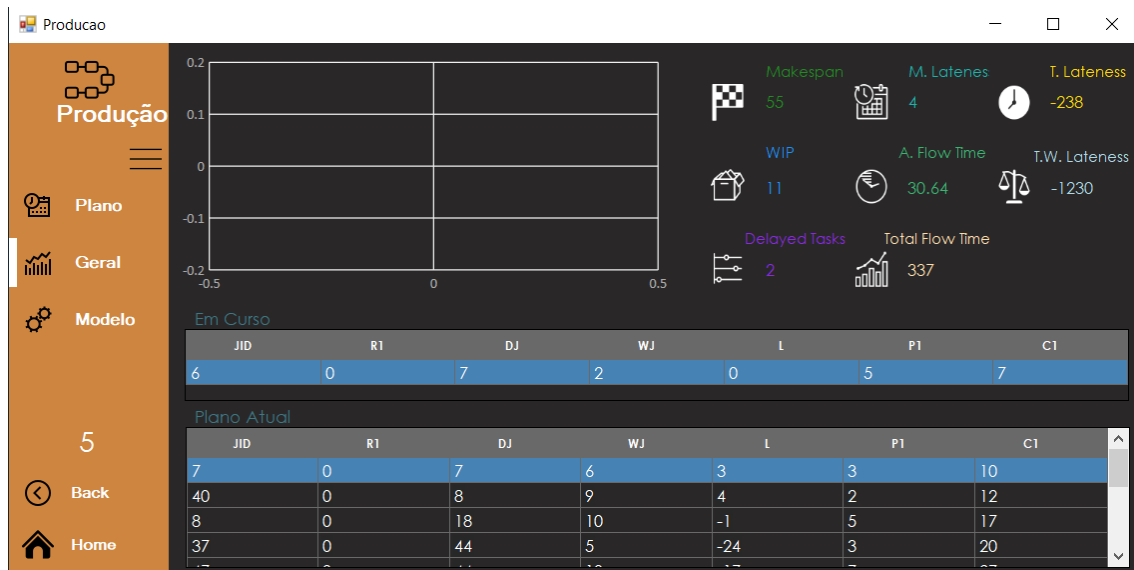 Producao
Produção
Plano
Geral
Modelo
5
Back
Home
0.2
0.1
0
-0.1
-0.2
-0.5 0 0.5
Makespan
55
M. Latenes
4
T. Lateness
-238
WIP
11
A. Flow Time
30.64
T.W. Lateness
-1230
Delayed Tasks
2
Total Flow Time
337
Em Curso
JID R1 DJ WJ L P1 C1
6 0 7 2 0 5 7
Plano Atual
JID R1 DJ WJ L P1 C1
7 0 7 6 3 3 10
40 0 8 9 4 2 12
8 0 18 10 -1 5 17
37 0 44 5 -24 3 20